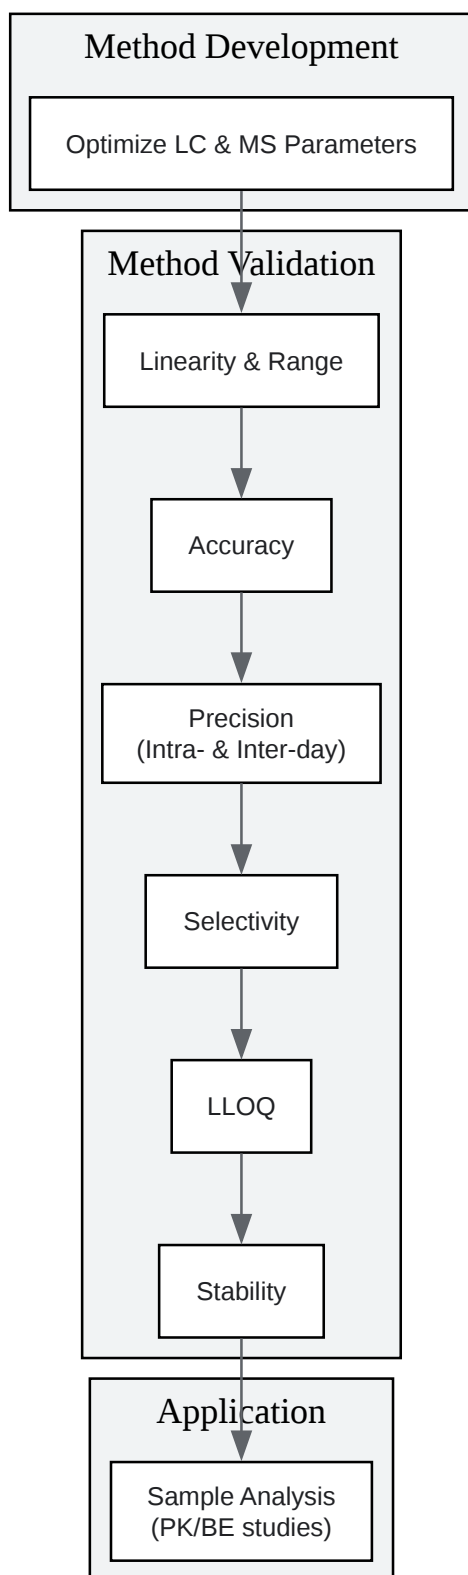 Method Development
Optimize LC & MS Parameters
Method Validation
Linearity & Range
Accuracy
Precision
(Intra- & Inter-day)
Selectivity
LLOQ
Stability
Application
Sample Analysis
(PK/BE studies)